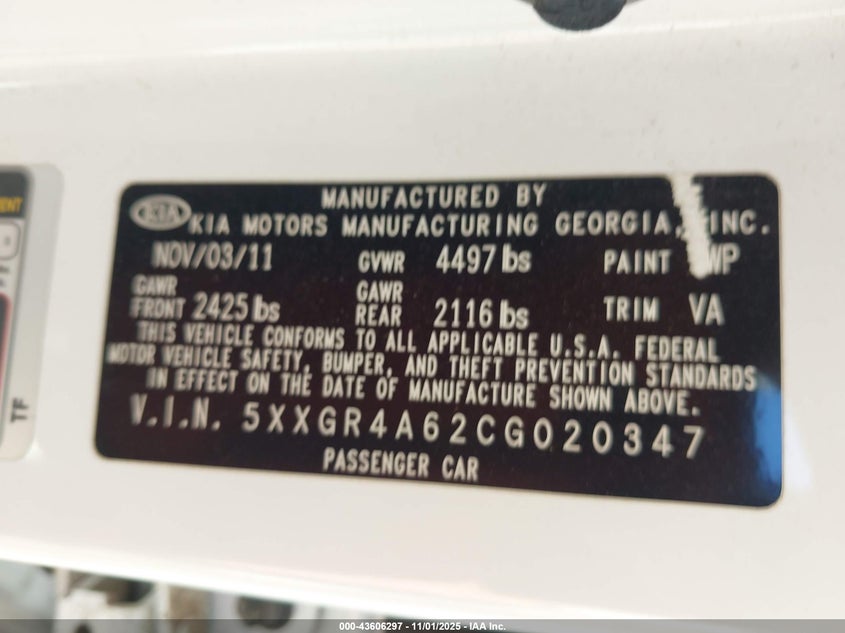 MANUFACTURED BY
KIA KIA MOTORS MANUFACTURING GEORGIA, INC.
NOV/03/11 GVWR 4497 lbs PAINT WP
GAWR FRONT 2425 lbs GAWR REAR 2116 lbs TRIM VA
THIS VEHICLE CONFORMS TO ALL APPLICABLE U.S.A. FEDERAL
MOTOR VEHICLE SAFETY, BUMPER, AND THEFT PREVENTION STANDARDS
IN EFFECT ON THE DATE OF MANUFACTURE SHOWN ABOVE.
V.I.N. 5XXGR4A62CG020347
PASSENGER CAR
TF
000-43606297 - 11/01/2025 - IAA Inc.